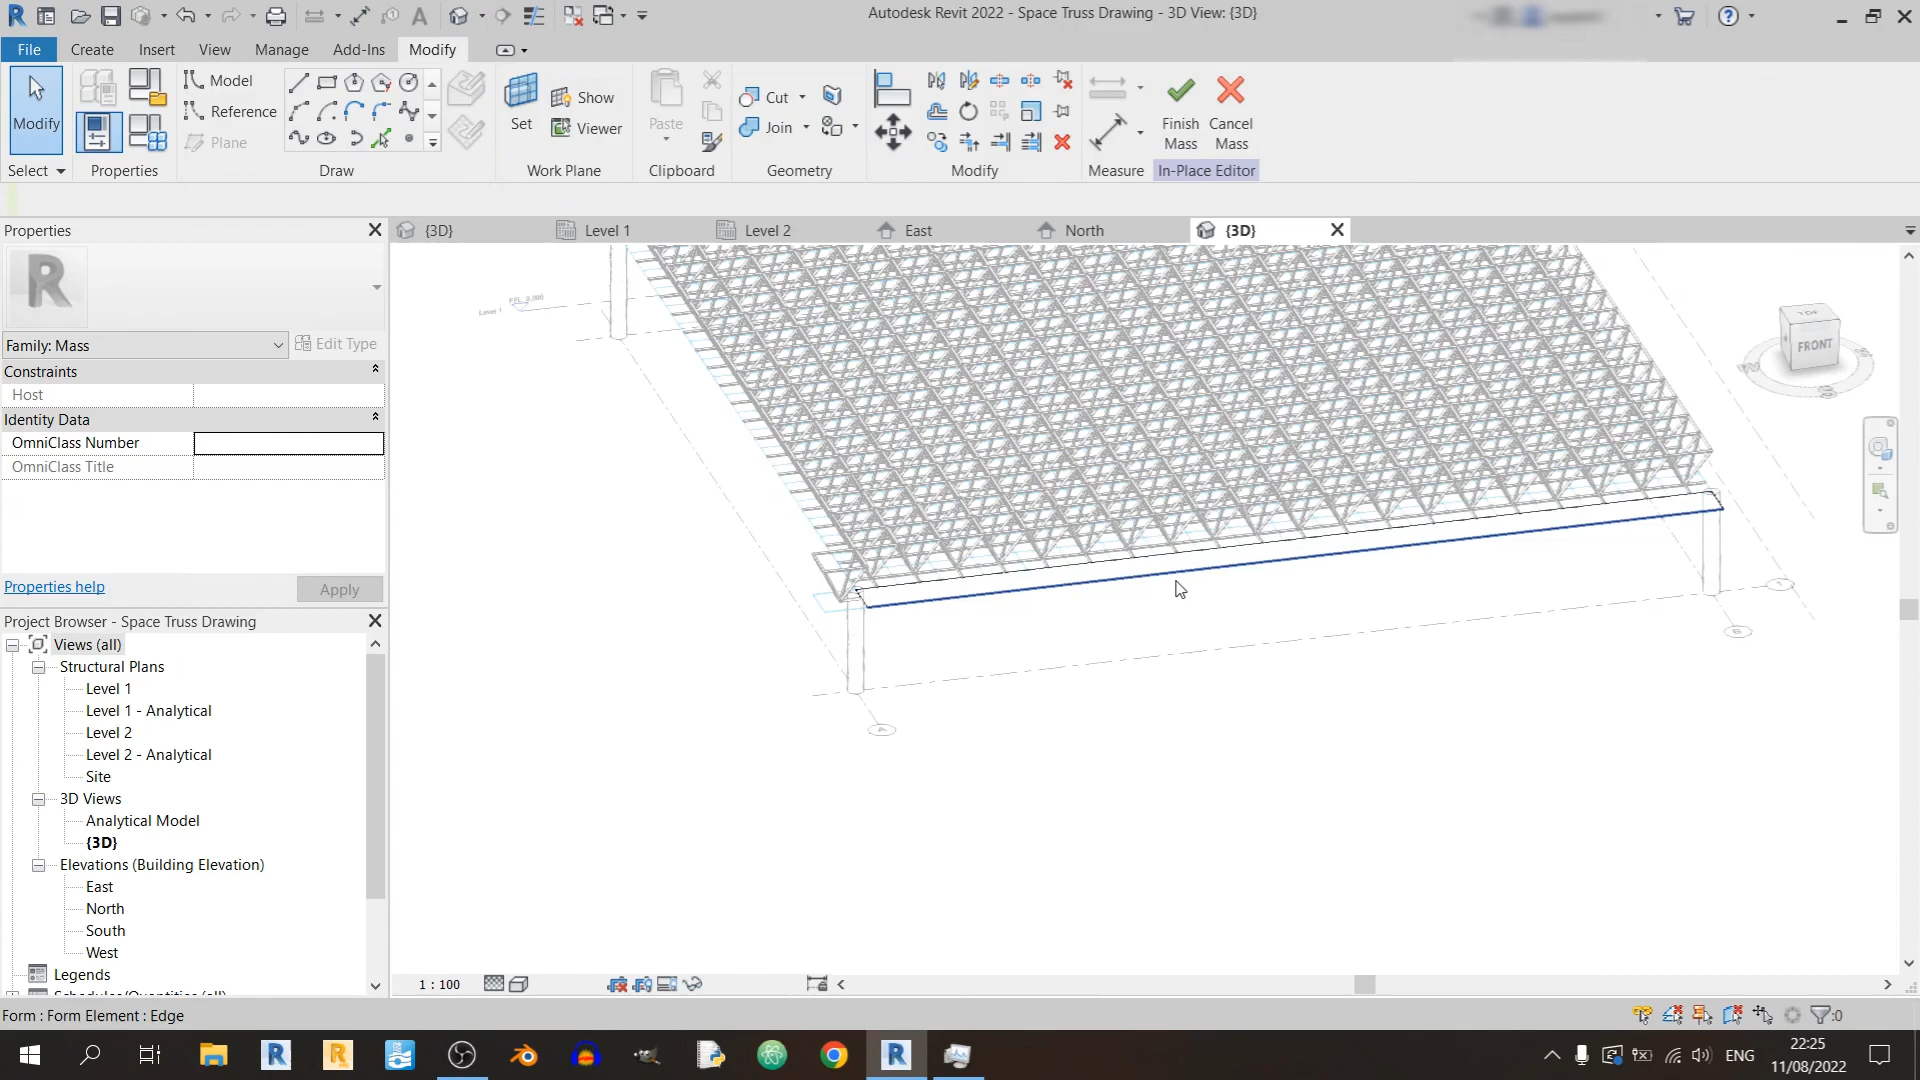 Autodesk Revit 2022 - Space Truss Drawing - 3D View: {3D}
File Create Insert View Manage Add-Ins Modify
Modify
Model
Reference
Plane
Set
Show
Viewer
Paste
Cut
Join
Finish Mass
Cancel Mass
Select Properties Draw Work Plane Clipboard Geometry Modify Measure In-Place Editor
Properties
{3D} Level 1 Level 2 East North {3D}
R
Family: Mass
Edit Type
Constraints
Host
Identity Data
OmniClass Number
OmniClass Title
Properties help
Apply
Level 1
FRONT
Project Browser - Space Truss Drawing
Views (all)
Structural Plans
Level 1
Level 1 - Analytical
Level 2
Level 2 - Analytical
Site
3D Views
Analytical Model
{3D}
Elevations (Building Elevation)
East
North
South
West
Legends
1 : 100
Form : Form Element : Edge
:0
ENG
22:25
11/08/2022